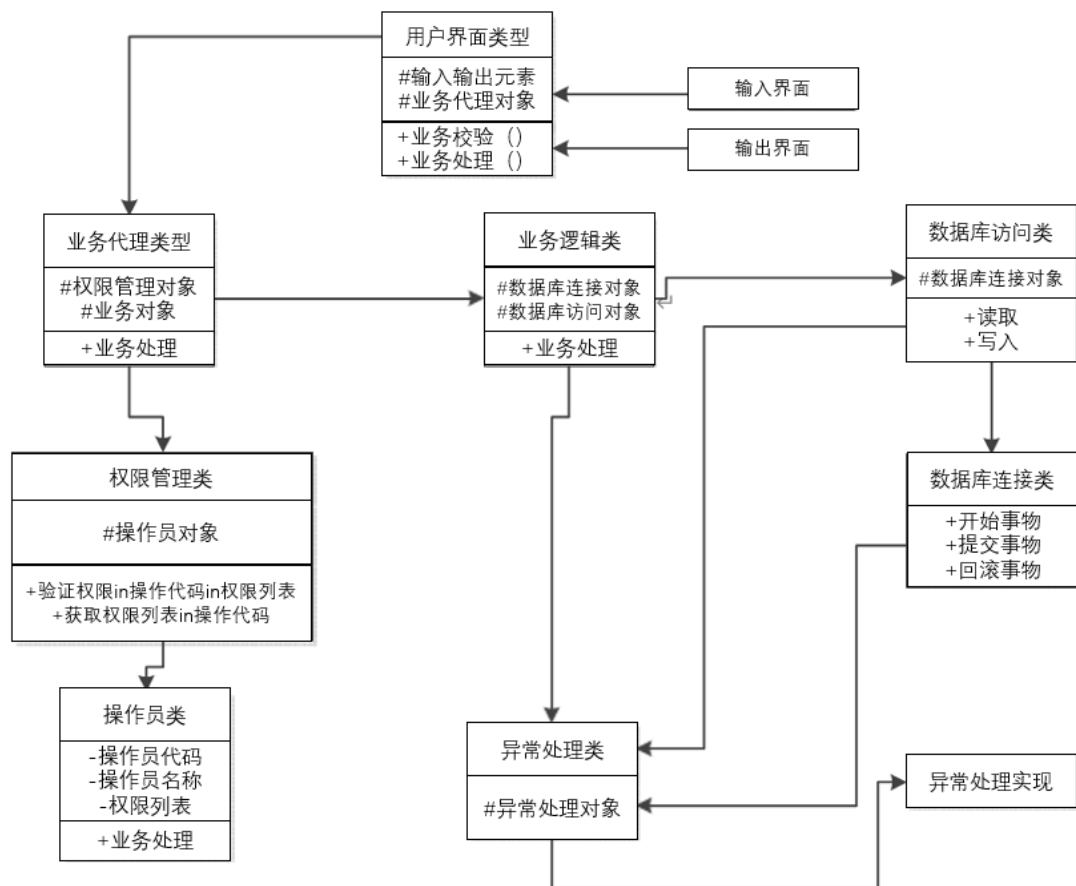 用户界面类型
#输入输出元素
#业务代理对象
+业务校验（）
+业务处理（）
输入界面
输出界面
业务代理类型
#权限管理对象
#业务对象
+业务处理
业务逻辑类
#数据库连接对象
#数据库访问对象
+业务处理
数据库访问类
#数据库连接对象
+读取
+写入
权限管理类
#操作员对象
+验证权限in操作代码in权限列表
+获取权限列表in操作代码
数据库连接类
+开始事物
+提交事物
+回滚事物
操作员类
-操作员代码
-操作员名称
-权限列表
+业务处理
异常处理类
#异常处理对象
异常处理实现